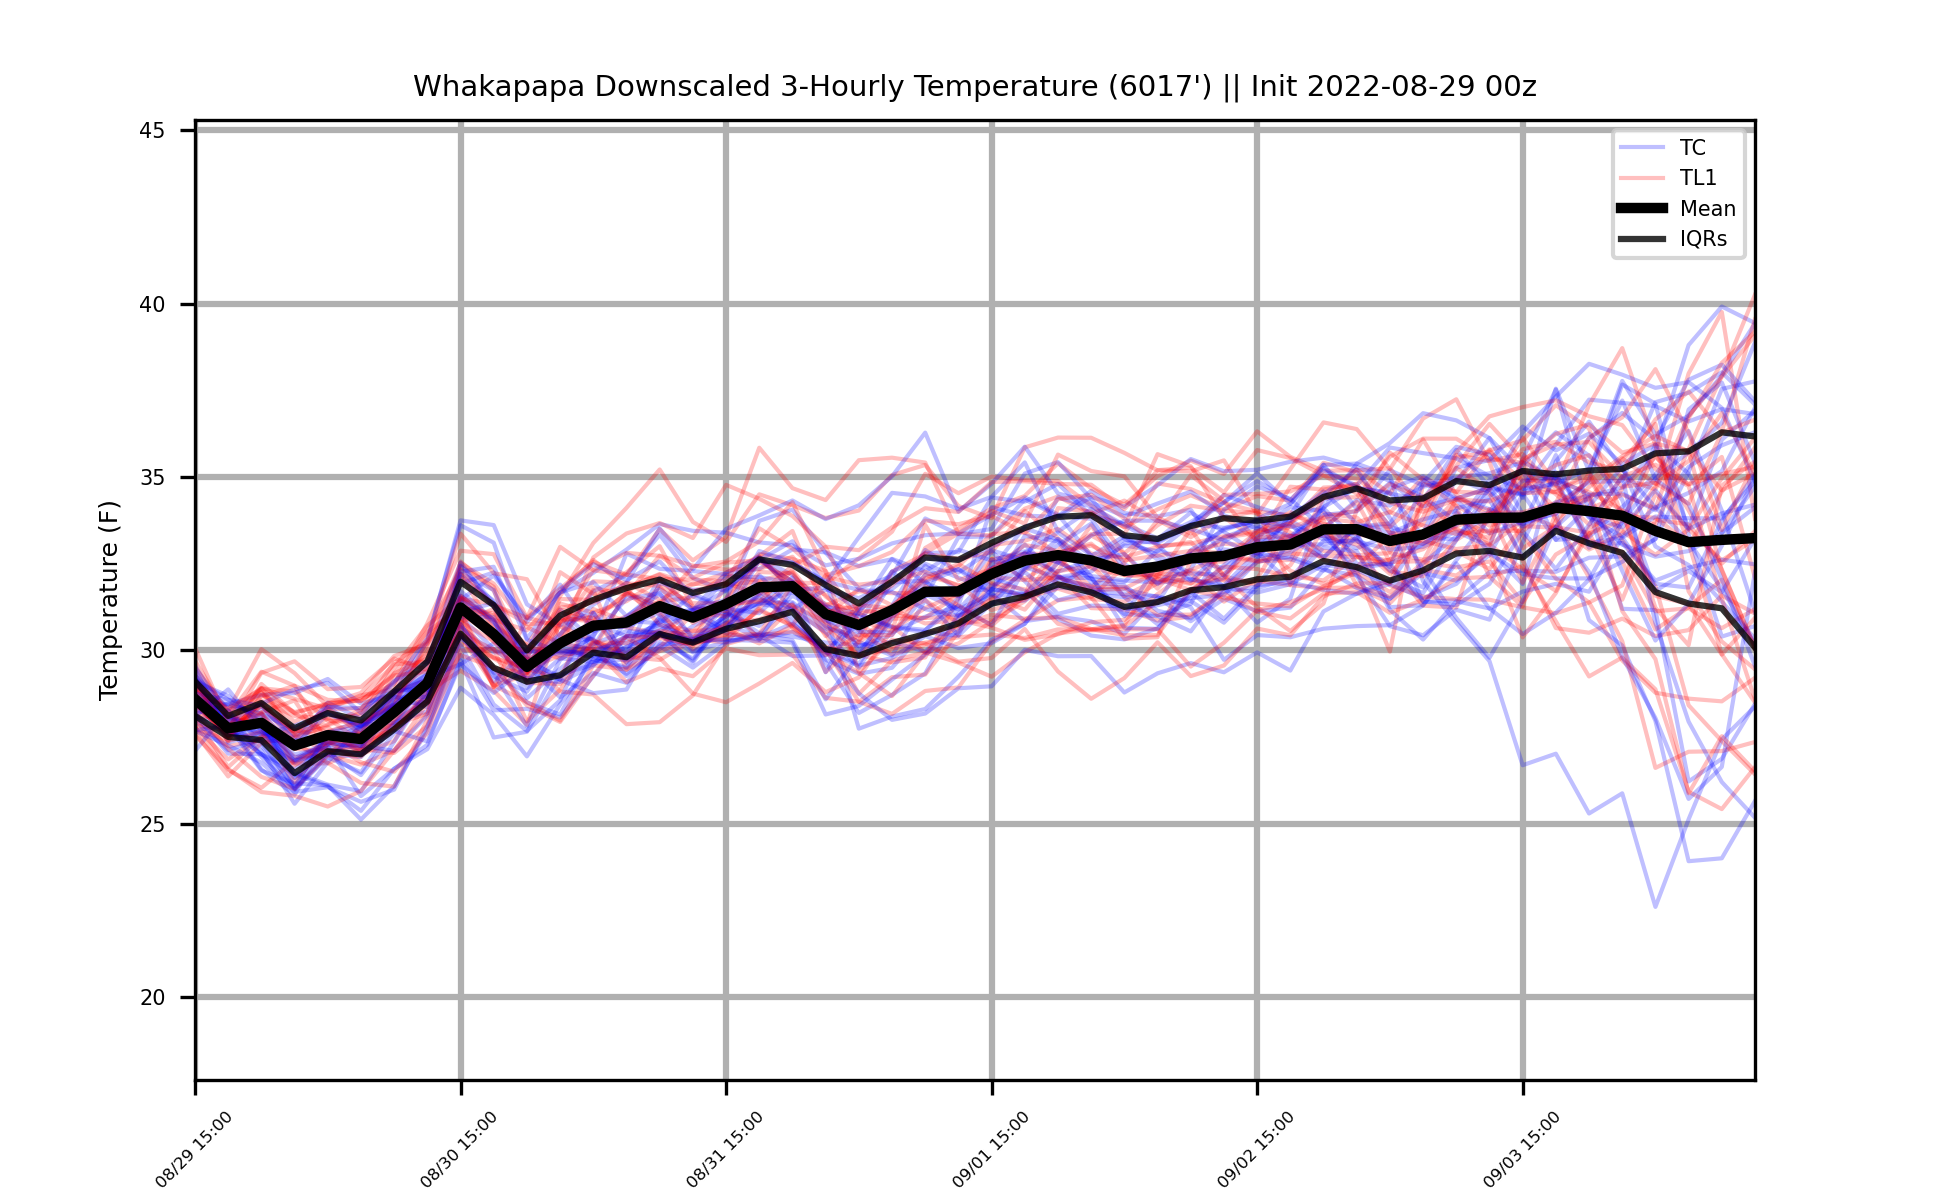 Whakapapa Downscaled 3-Hourly Temperature (6017') || Init 2022-08-29 00z
45
40
35
30
25
20
Temperature (F)
TC
TL1
Mean
IQRs
08/29 15:00
08/30 15:00
08/31 15:00
09/01 15:00
09/02 15:00
09/03 15:00